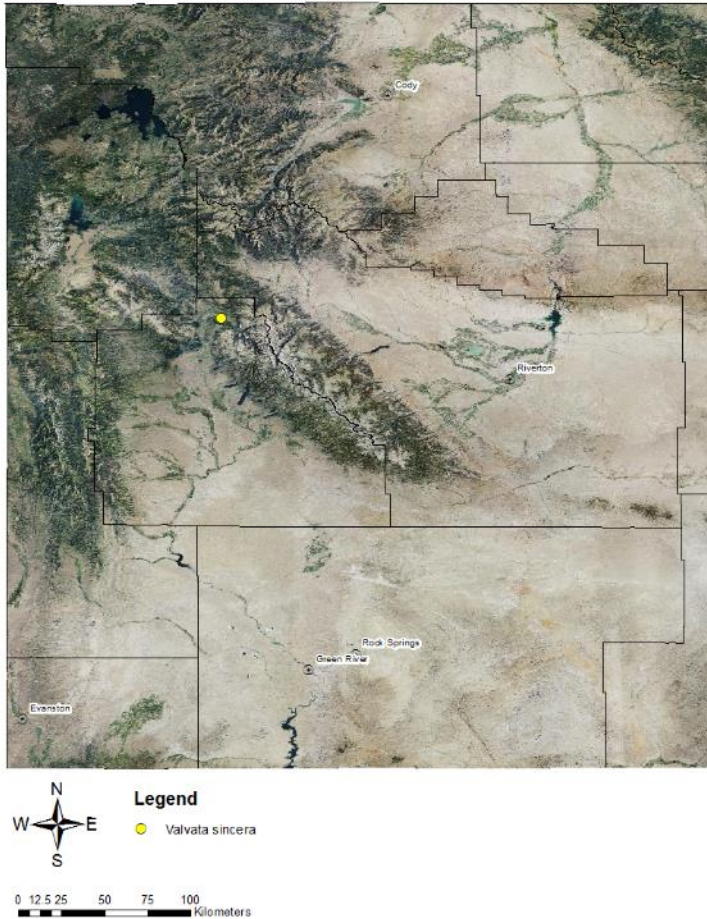 Cody
Riverton
Rock Springs
Green River
Evanston
N
W E
S
Legend
Valvata sincera
0 12.5 25 50 75 100
Kilometers